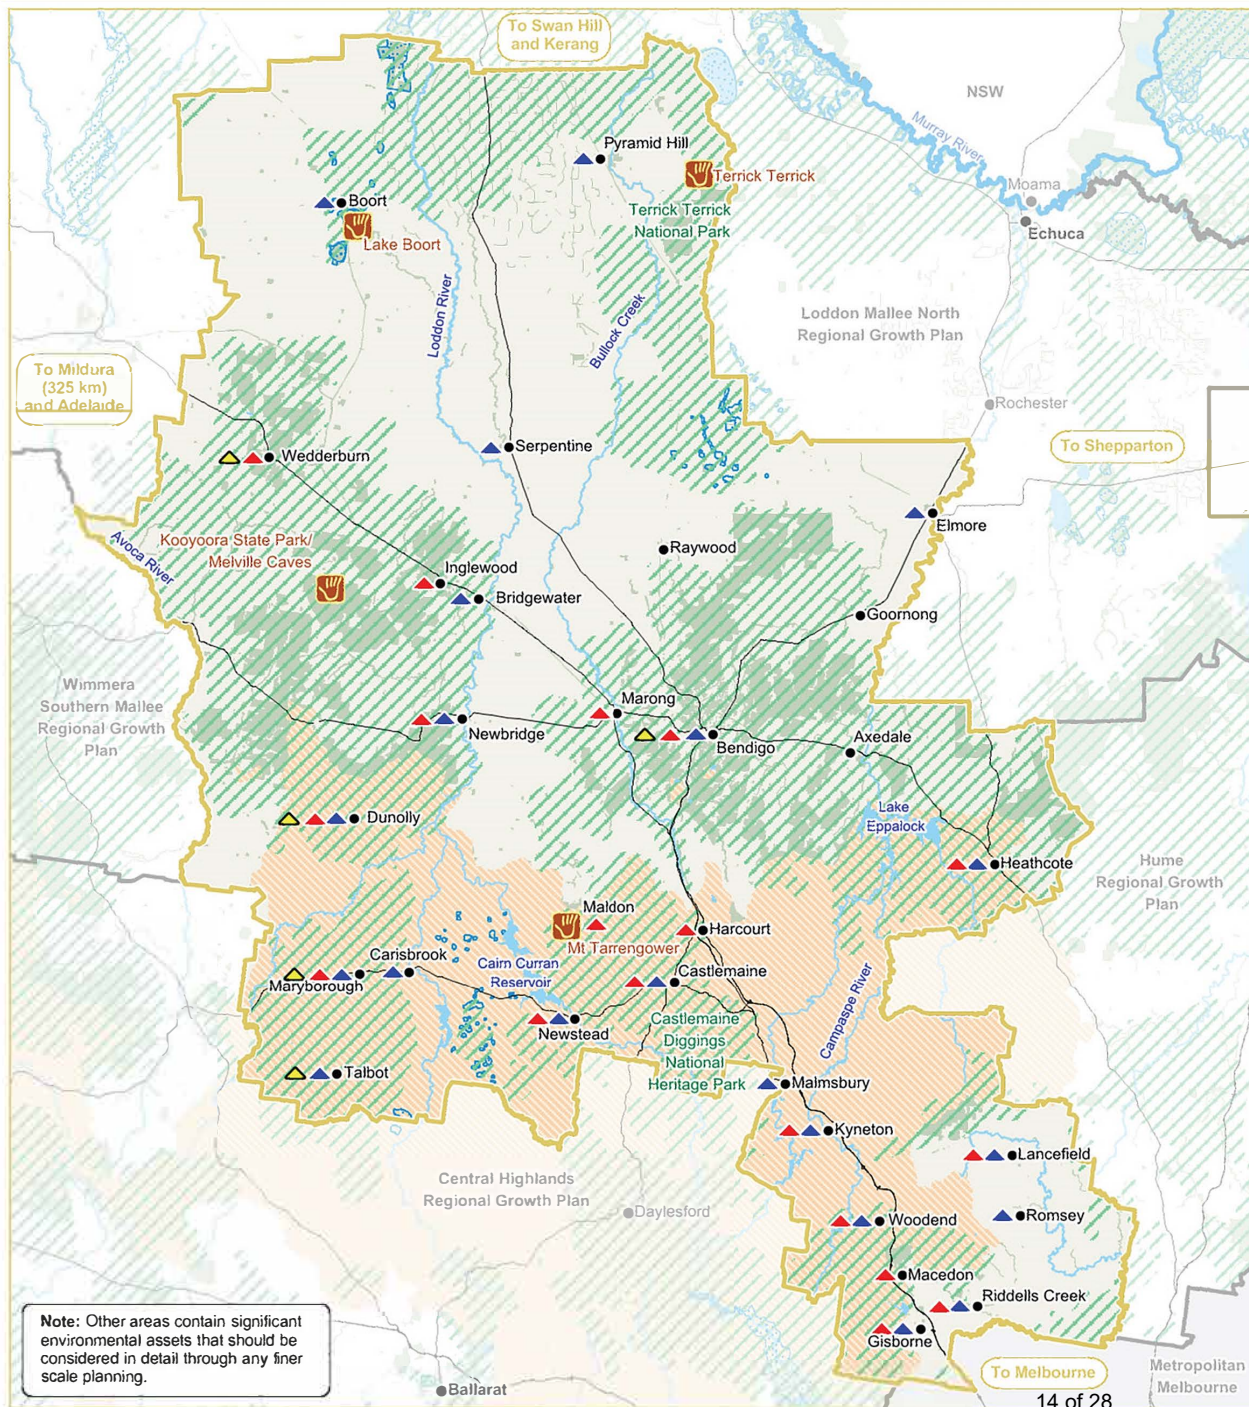 To Swan Hill
and Kerang
NSW
Murray River
Pyramid Hill
Terrick Terrick
Moama
Boort
Terrick Terrick
National Park
Echuca
Lake Boort
Loddon River
Bullock Creek
Loddon Mallee North
Regional Growth Plan
To Mildura
(325 km)
and Adelaide
Rochester
Serpentine
To Shepparton
Wedderburn
Elmore
Avoca River
Kooyoora State Park/
Melville Caves
Raywood
Inglewood
Bridgewater
Goornong
Wimmera
Southern Mallee
Regional Growth
Plan
Marong
Newbridge
Bendigo
Axedale
Lake
Eppalock
Dunolly
Heathcote
Hume
Regional Growth
Plan
Maldon
Mt Tarrengower
Harcourt
Carisbrook
Cairn Curran
Reservoir
Castlemaine
Maryborough
Campaspe River
Newstead
Castlemaine
Diggings
National
Heritage Park
Talbot
Malmsbury
Kyneton
Lancefield
Central Highlands
Regional Growth Plan
Daylesford
Woodend
Romsey
Macedon
Riddells Creek
Gisborne
Note: Other areas contain significant
environmental assets that should be
considered in detail through any finer
scale planning.
To Melbourne
Metropolitan
Melbourne
Ballarat
14 of 28